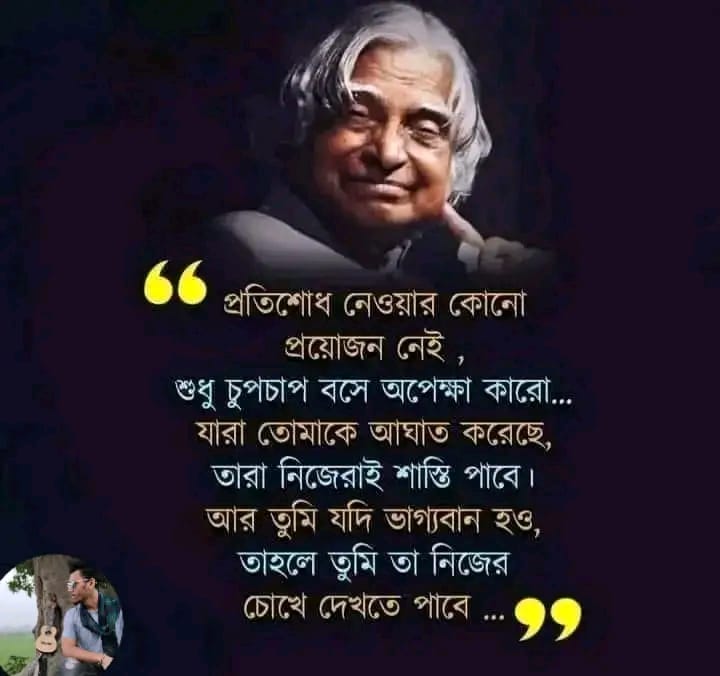 “ প্রতিশোধ নেওয়ার কোনো
প্রয়োজন নেই ,
শুধু চুপচাপ বসে অপেক্ষা কারো...
যারা তোমাকে আঘাত করেছে,
তারা নিজেরাই শাস্তি পাবে।
আর তুমি যদি ভাগ্যবান হও,
তাহলে তুমি তা নিজের
চোখে দেখতে পাবে ... ”